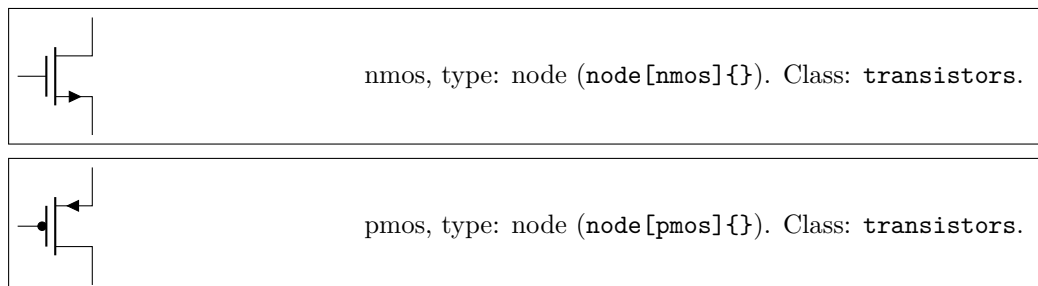 nmos, type: node (node[nmos]{}). Class: transistors.
pmos, type: node (node[pmos]{}). Class: transistors.